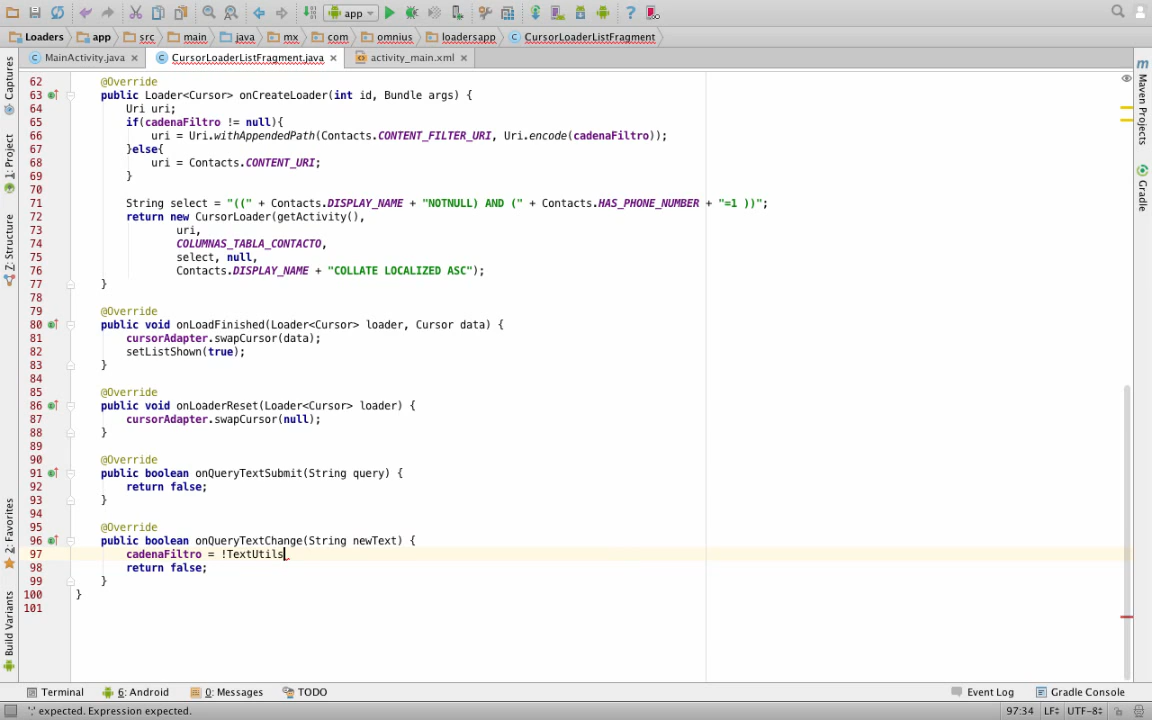 app
Loaders app src main java mx com omnius loadersapp CursorLoaderListFragment
MainActivity.java CursorLoaderListFragment.java activity_main.xml
Captures
1: Project
7: Structure
2: Favorites
Build Variants
62 @Override
63 public Loader<Cursor> onCreateLoader(int id, Bundle args) {
64 Uri uri;
65 if(cadenaFiltro != null){
66 uri = Uri.withAppendedPath(Contacts.CONTENT_FILTER_URI, Uri.encode(cadenaFiltro));
67 }else{
68 uri = Contacts.CONTENT_URI;
69 }
70
71 String select = "((" + Contacts.DISPLAY_NAME + "NOTNULL) AND (" + Contacts.HAS_PHONE_NUMBER + "=1 ))";
72 return new CursorLoader(getActivity(),
73 uri,
74 COLUMNAS_TABLA_CONTACTO,
75 select, null,
76 Contacts.DISPLAY_NAME + "COLLATE LOCALIZED ASC");
77 }
78
79 @Override
80 public void onLoadFinished(Loader<Cursor> loader, Cursor data) {
81 cursorAdapter.swapCursor(data);
82 setListShown(true);
83 }
84
85 @Override
86 public void onLoaderReset(Loader<Cursor> loader) {
87 cursorAdapter.swapCursor(null);
88 }
89
90 @Override
91 public boolean onQueryTextSubmit(String query) {
92 return false;
93 }
94
95 @Override
96 public boolean onQueryTextChange(String newText) {
97 cadenaFiltro = !TextUtils
98 return false;
99 }
100 }
101
Maven Projects
Gradle
Terminal 6: Android 0: Messages TODO Event Log Gradle Console
';' expected. Expression expected. 97:34 LF÷ UTF-8÷